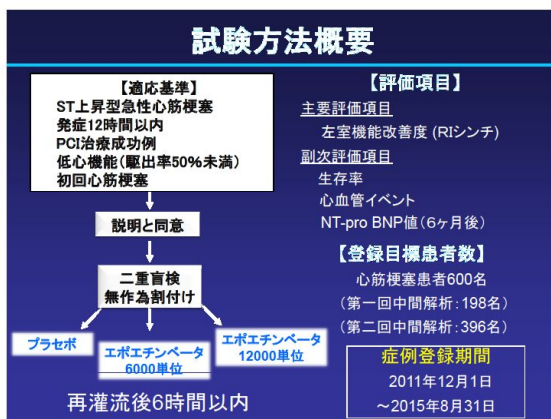 試験方法概要
【適応基準】
ST上昇型急性心筋梗塞
発症12時間以内
PCI治療成功例
低心機能(駆出率50%未満)
初回心筋梗塞
説明と同意
二重盲検
無作為割付け
プラセボ
エポエチンベータ
6000単位
エポエチンベータ
12000単位
再灌流後6時間以内
【評価項目】
主要評価項目
左室機能改善度 (RIシンチ)
副次評価項目
生存率
心血管イベント
NT-pro BNP値(6ヶ月後)
【登録目標患者数】
心筋梗塞患者600名
(第一回中間解析:198名)
(第二回中間解析:396名)
症例登録期間
2011年12月1日
~2015年8月31日